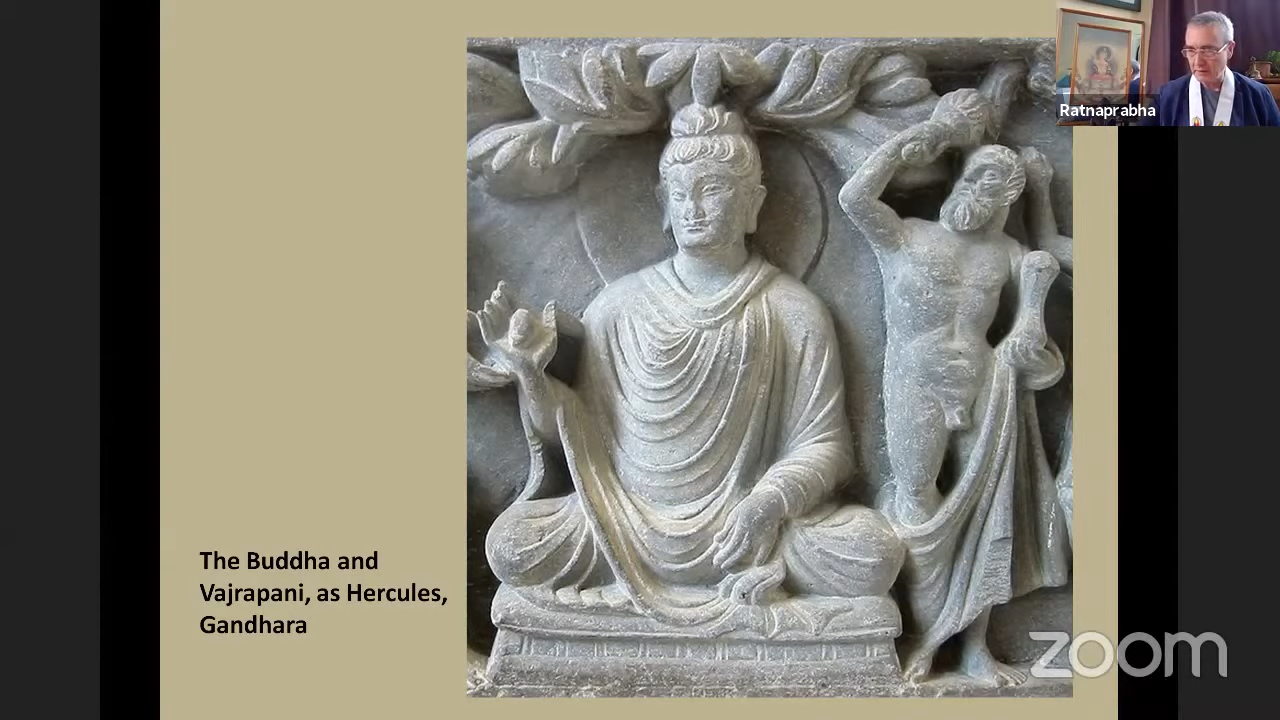 Ratnaprabha
The Buddha and
Vajrapani, as Hercules,
Gandhara
zoom